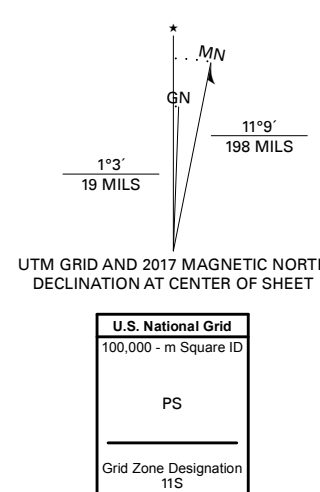 ★
MN
GN
11°9´
198 MILS
1°3´
19 MILS
UTM GRID AND 2017 MAGNETIC NORTH
DECLINATION AT CENTER OF SHEET
U.S. National Grid
100,000 - m Square ID
PS
Grid Zone Designation
11S